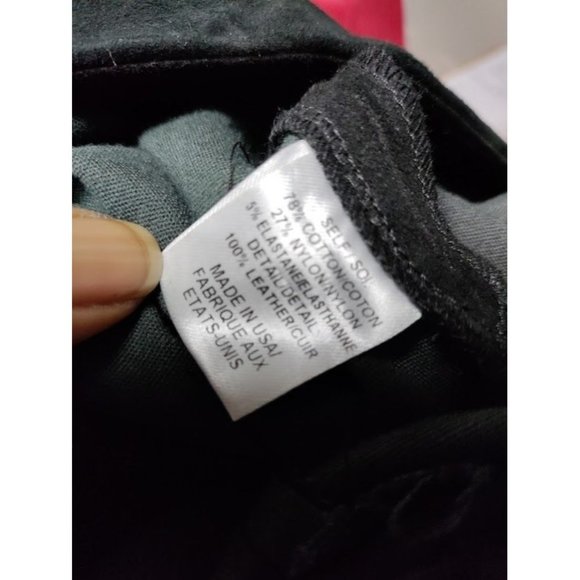 SELF/SOI
78% COTTON/COTON
27% NYLON/NYLON
5% ELASTANE/ELASTHANNE
DETAIL/DETAIL
100% LEATHER/CUIR
MADE IN USA/
FABRIQUE AUX
ETATS-UNIS